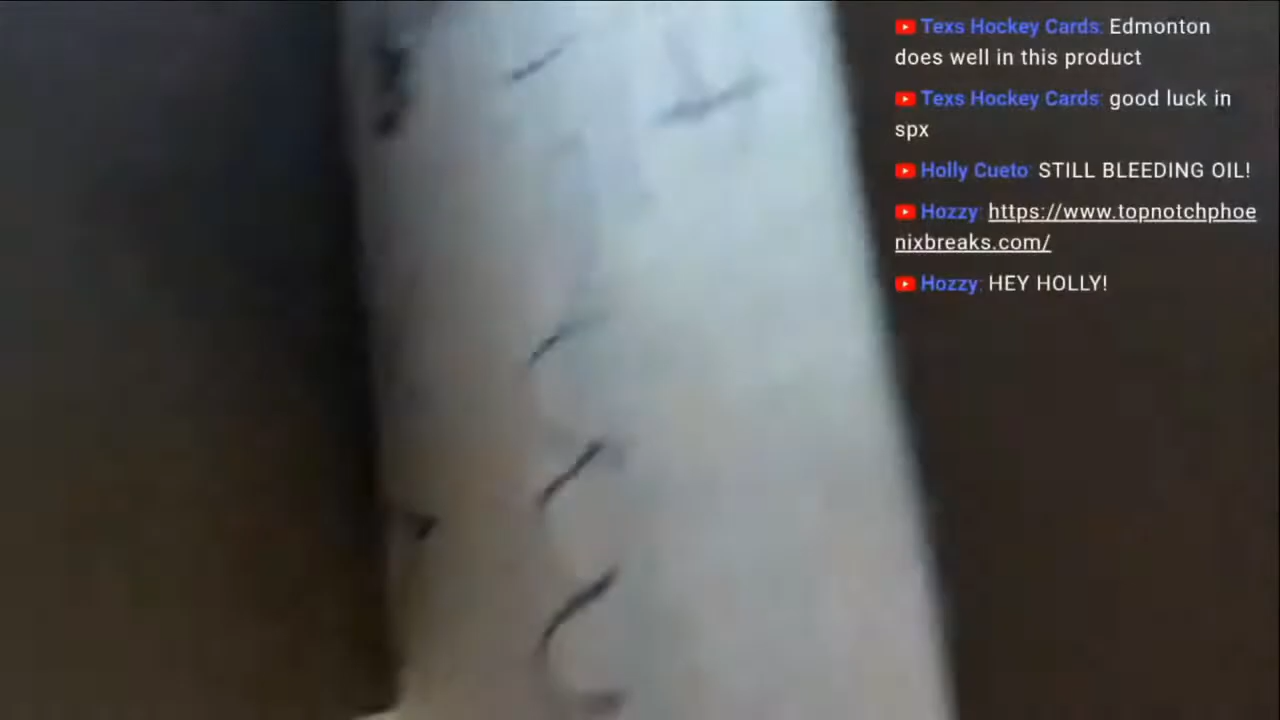 Texs Hockey Cards: Edmonton
does well in this product
Texs Hockey Cards: good luck in
spx
Holly Cueto: STILL BLEEDING OIL!
Hozzy: https://www.topnotchphoe
nixbreaks.com/
Hozzy: HEY HOLLY!